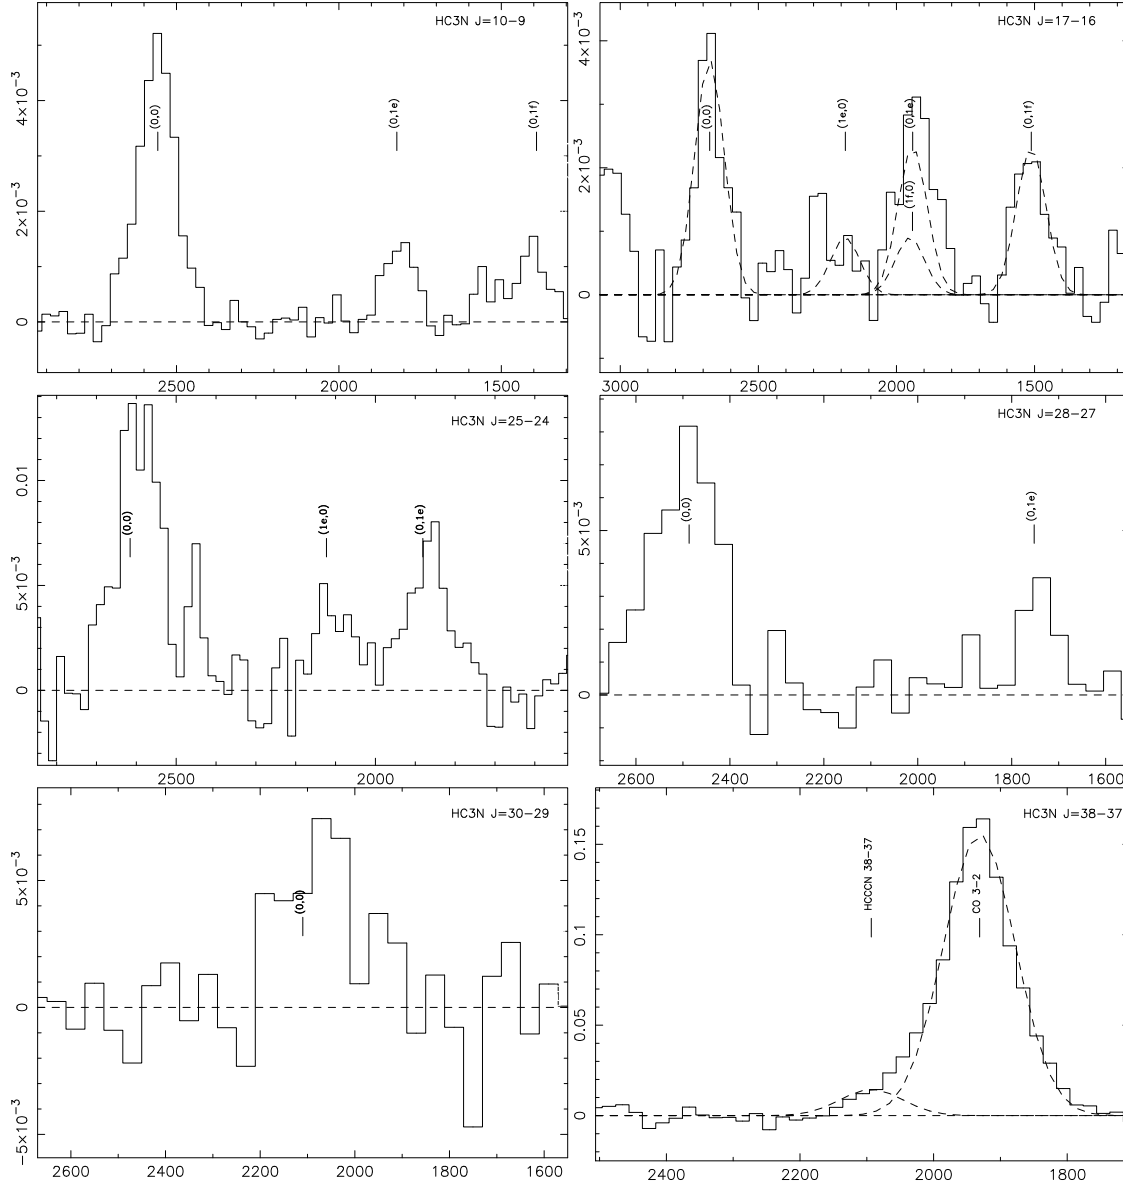 HC3N J=10−9
(0,0)
(0,1e)
(0,1f)
4×10−3
2×10−3
0
2500
2000
1500
HC3N J=17−16
(0,0)
(1e,0)
(0,1e)
(1f,0)
(0,1f)
4×10−3
2×10−3
0
3000
2500
2000
1500
HC3N J=25−24
(0,0)
(1e,0)
(0,1e)
0.01
5×10−3
0
2500
2000
HC3N J=28−27
(0,0)
(0,1e)
5×10−3
0
2600
2400
2200
2000
1800
1600
HC3N J=30−29
(0,0)
5×10−3
0
−5×10−3
2600
2400
2200
2000
1800
1600
HC3N J=38−37
HCCCN 38−37
CO 3−2
0.15
0.1
0.05
0
2400
2200
2000
1800